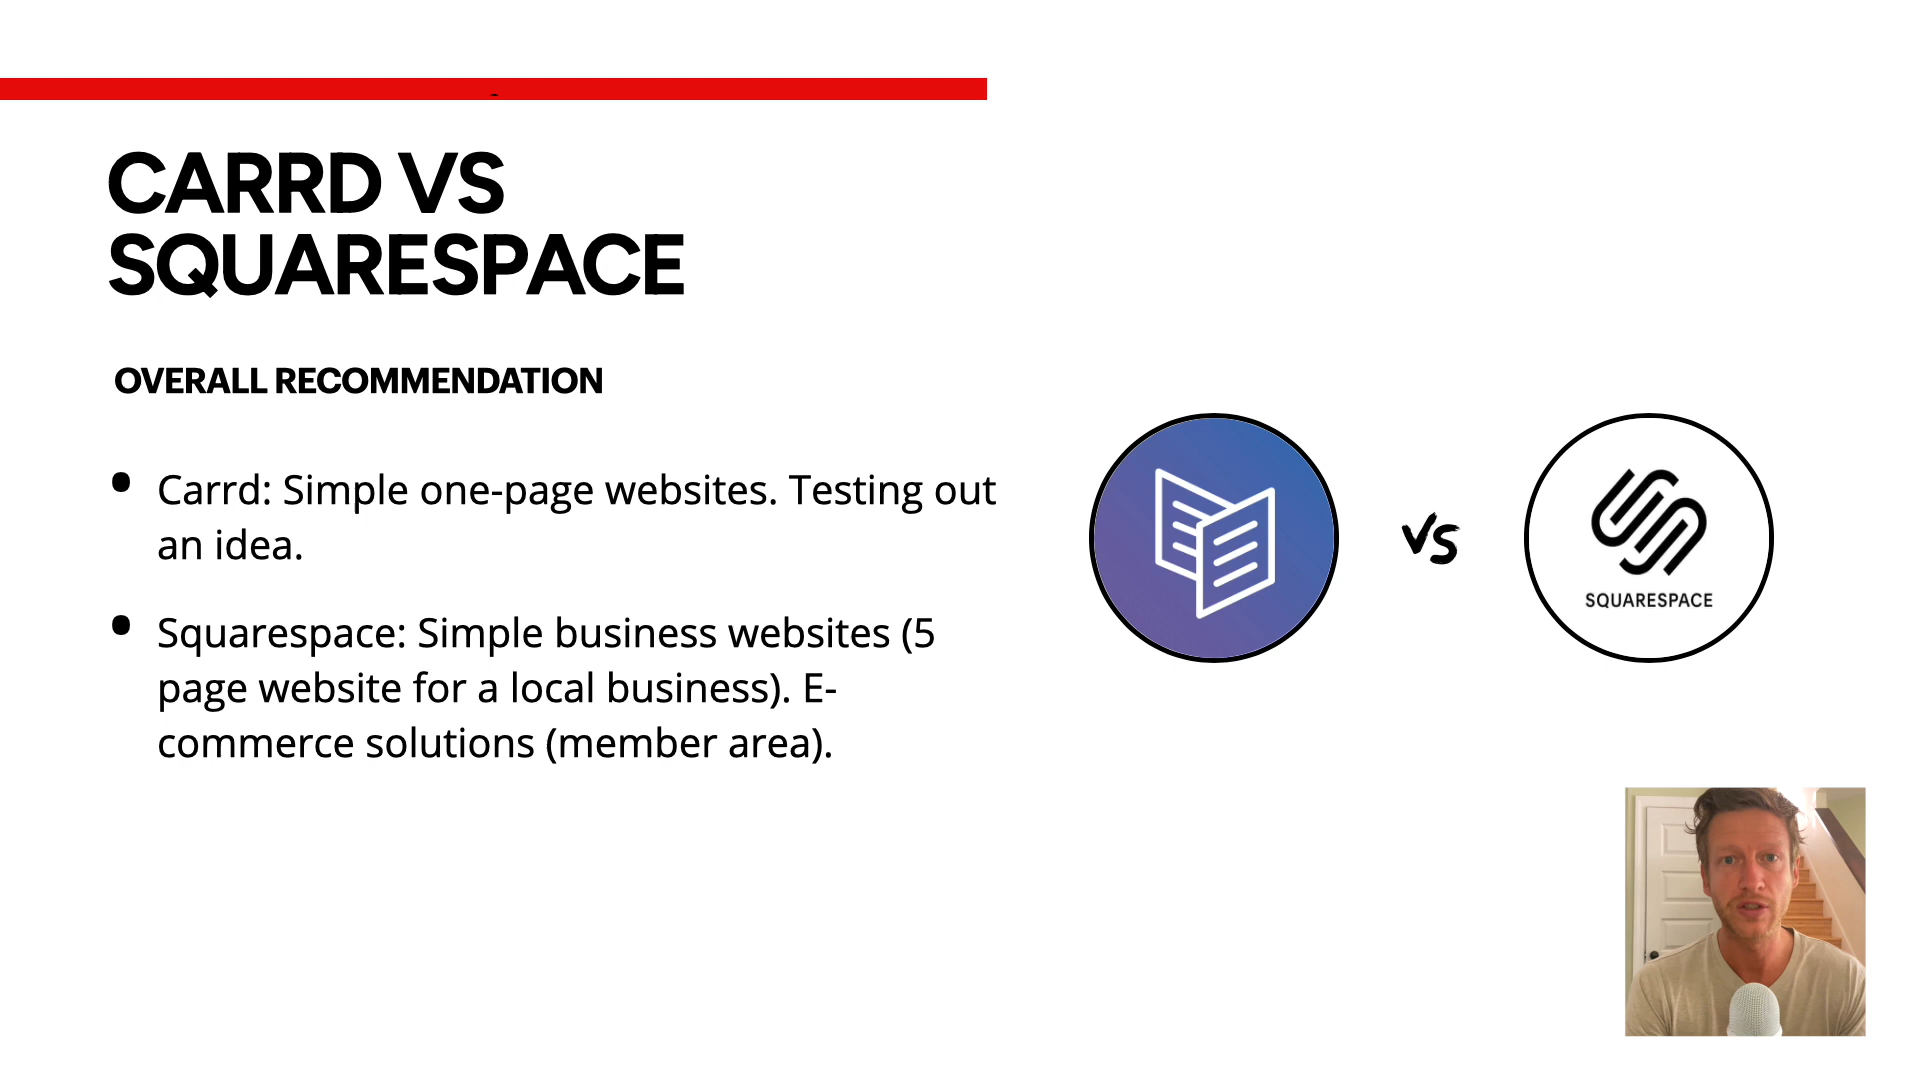 CARRD VS
SQUARESPACE
OVERALL RECOMMENDATION
• Carrd: Simple one-page websites. Testing out
an idea.
• Squarespace: Simple business websites (5
page website for a local business). E-
commerce solutions (member area).
VS
SQUARESPACE